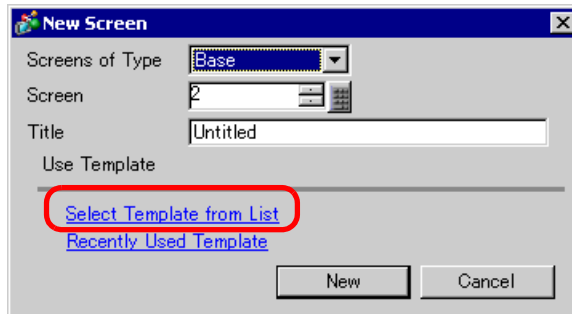 New Screen
Screens of Type Base
Screen 2
Title Untitled
Use Template
Select Template from List
Recently Used Template
New Cancel